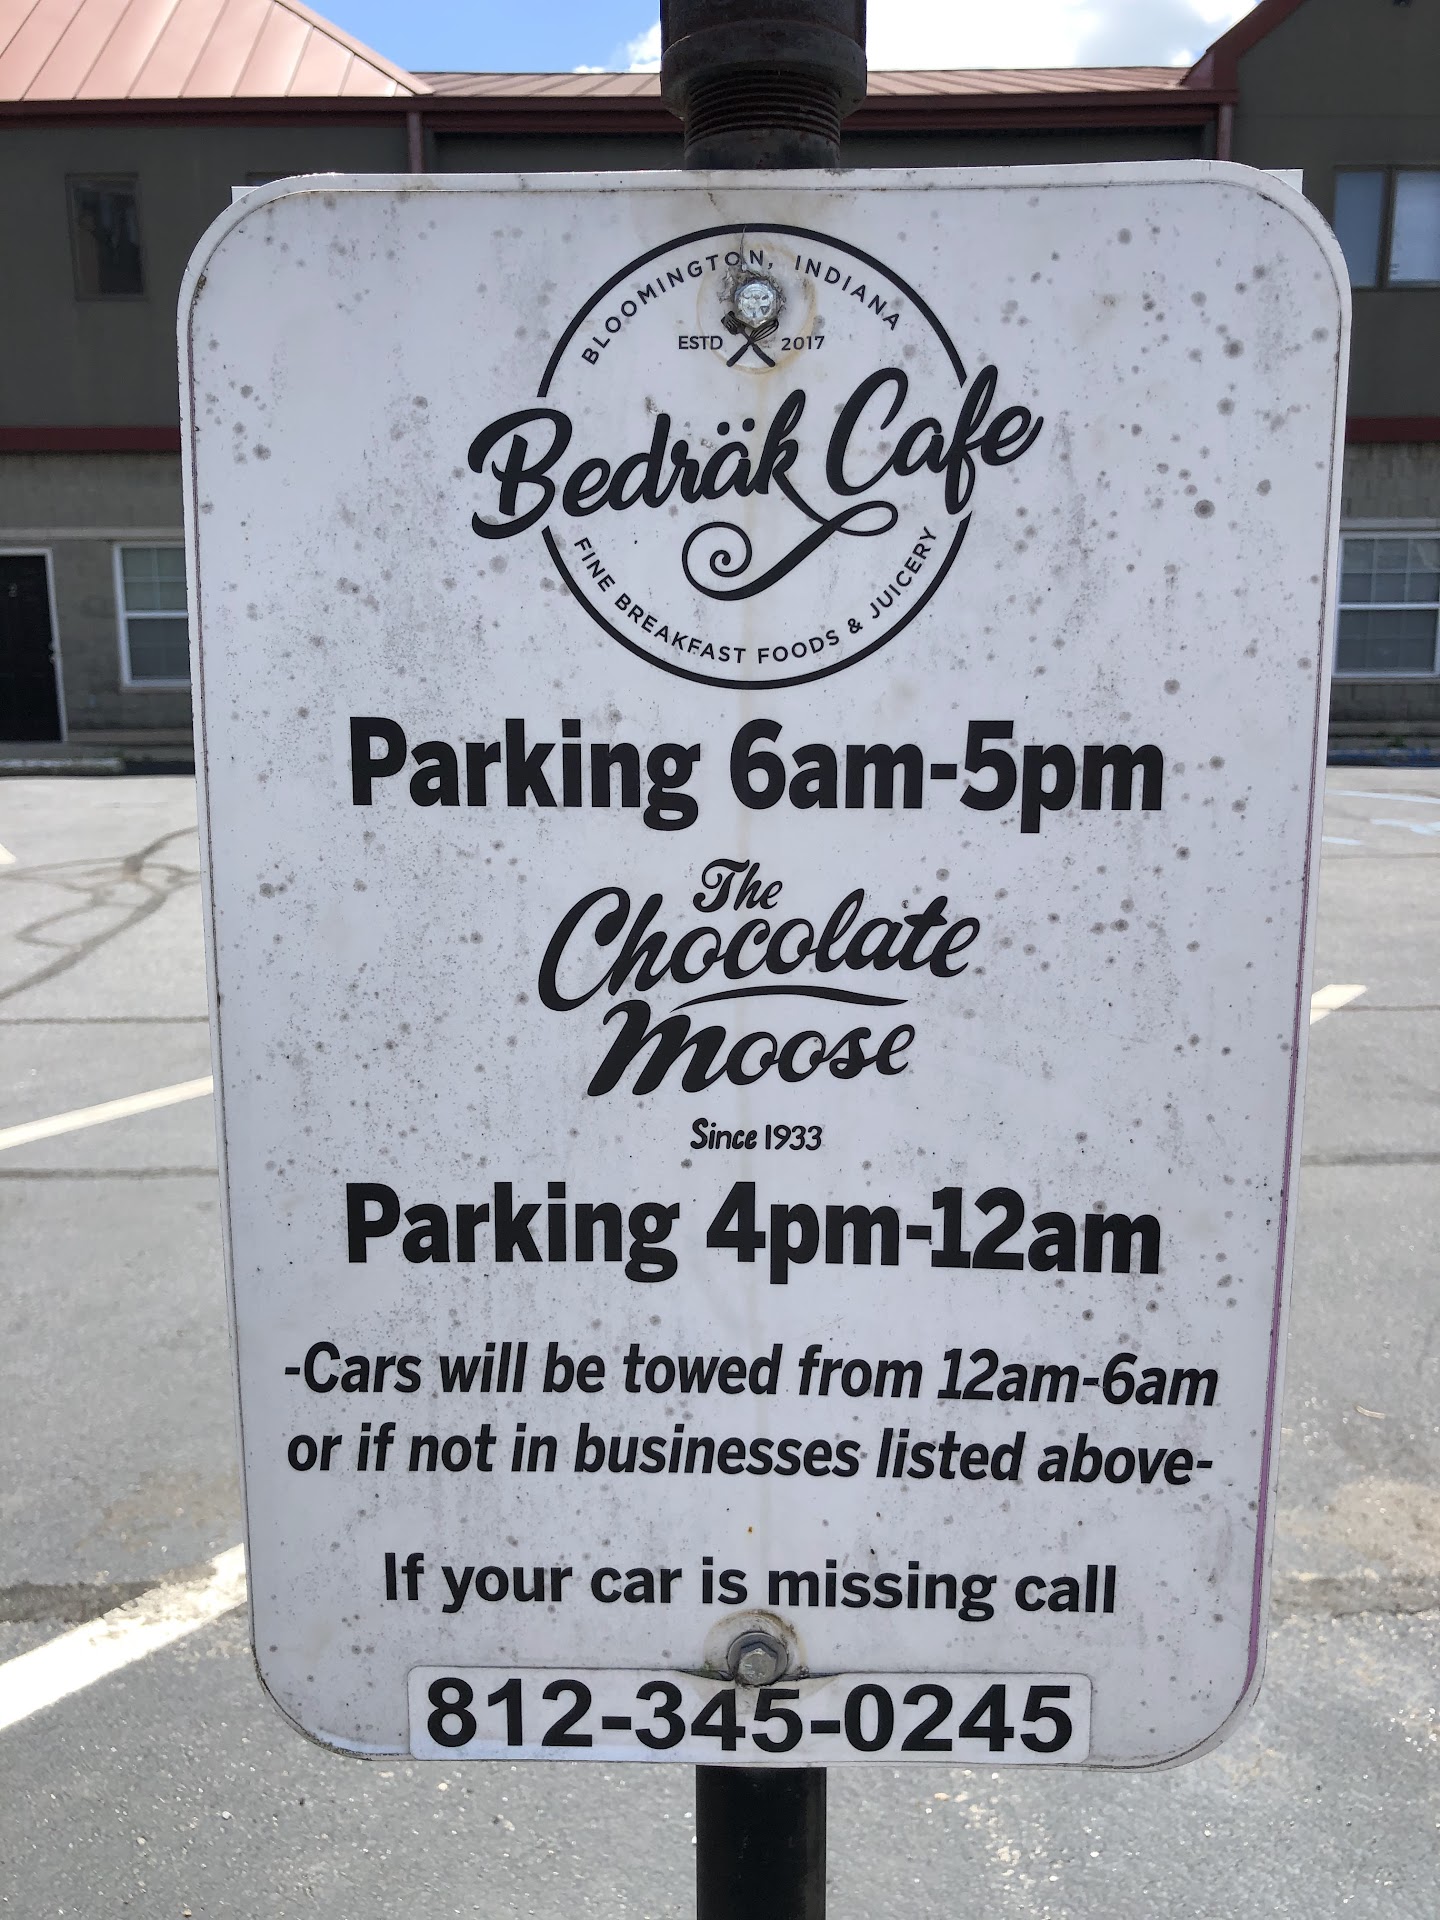 BLOOMINGTON, INDIANA
ESTD 2017
Bedräk Cafe
FINE BREAKFAST FOODS & JUICERY
Parking 6am-5pm
The
Chocolate
Moose
Since 1933
Parking 4pm-12am
-Cars will be towed from 12am-6am
or if not in businesses listed above-
If your car is missing call
812-345-0245